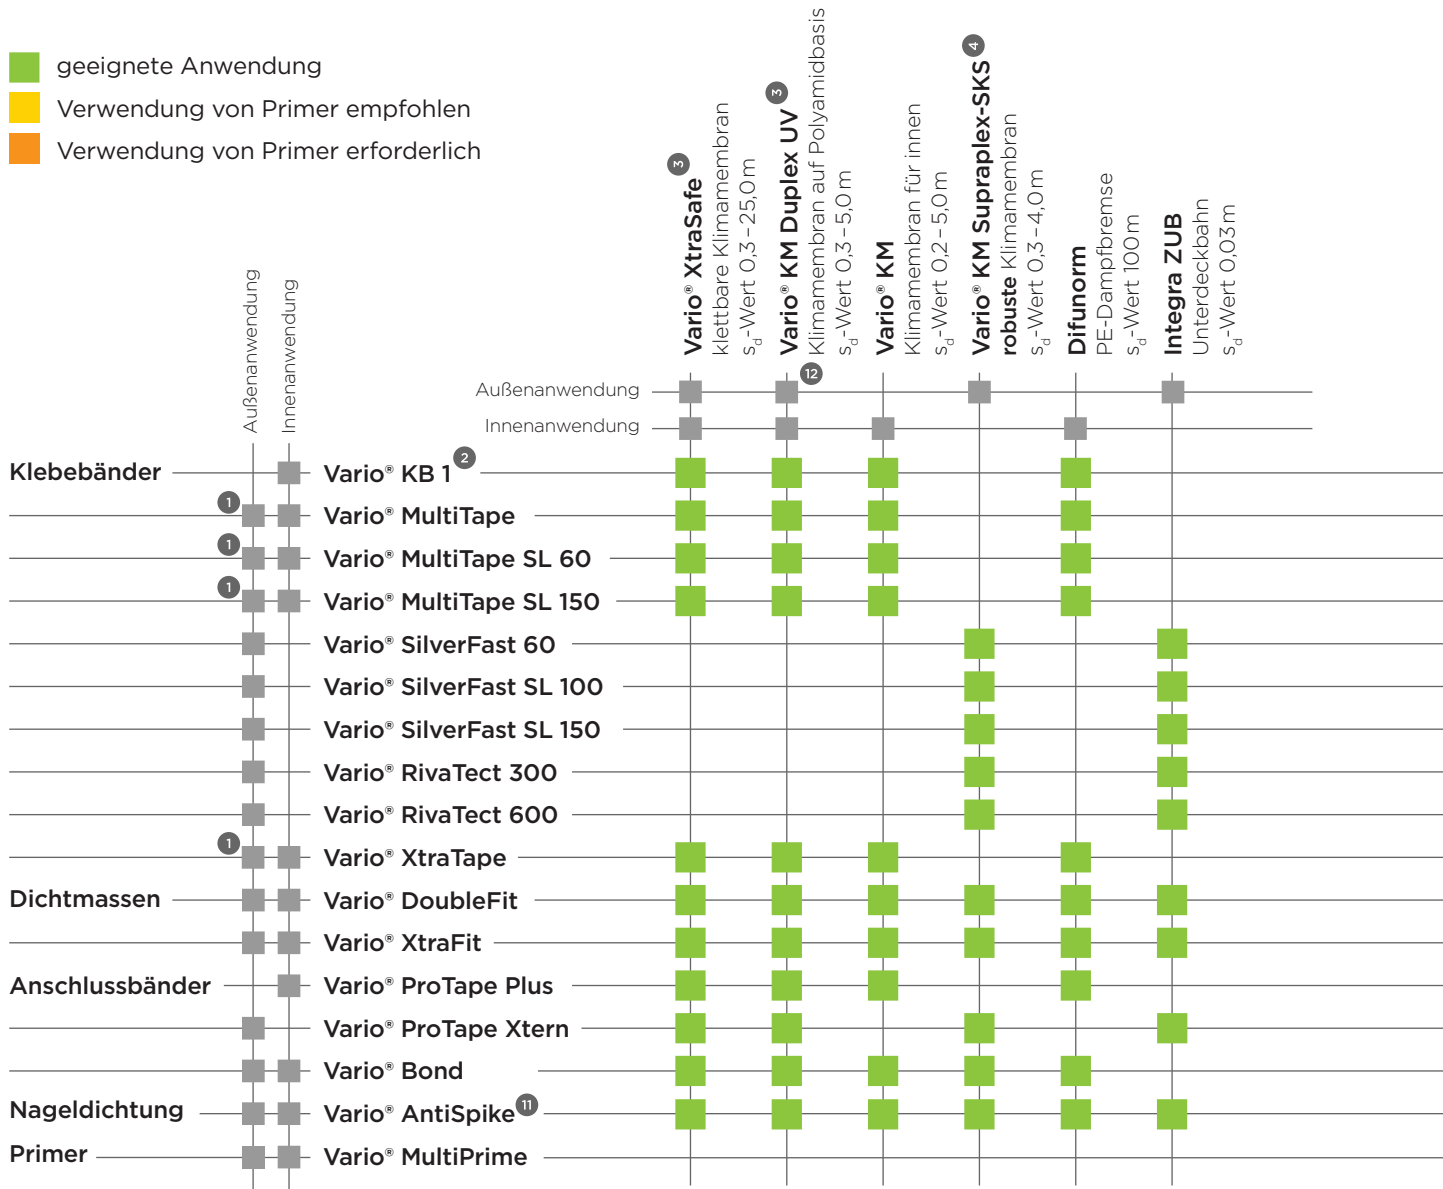 geeignete Anwendung
Verwendung von Primer empfohlen
Verwendung von Primer erforderlich
Vario® XtraSafe 3
klettbare Klimamembran
sd-Wert 0,3 – 25,0 m
Vario® KM Duplex UV 3
Klimamembran auf Polyamidbasis
sd-Wert 0,3 – 5,0 m
Vario® KM
Klimamembran für innen
sd-Wert 0,2 – 5,0 m
Vario® KM Supraplex-SKS 4
robuste Klimamembran
sd-Wert 0,3 – 4,0 m
Difunorm
PE-Dampfbremse
sd-Wert 100 m
Integra ZUB
Unterdeckbahn
sd-Wert 0,03 m
Außenanwendung
Innenanwendung
Außenanwendung 12
Innenanwendung
Klebebänder Vario® KB 1 2
1 Vario® MultiTape
1 Vario® MultiTape SL 60
1 Vario® MultiTape SL 150
Vario® SilverFast 60
Vario® SilverFast SL 100
Vario® SilverFast SL 150
Vario® RivaTect 300
Vario® RivaTect 600
1 Vario® XtraTape
Dichtmassen Vario® DoubleFit
Vario® XtraFit
Anschlussbänder Vario® ProTape Plus
Vario® ProTape Xtern
Vario® Bond
Nageldichtung Vario® AntiSpike 11
Primer Vario® MultiPrime